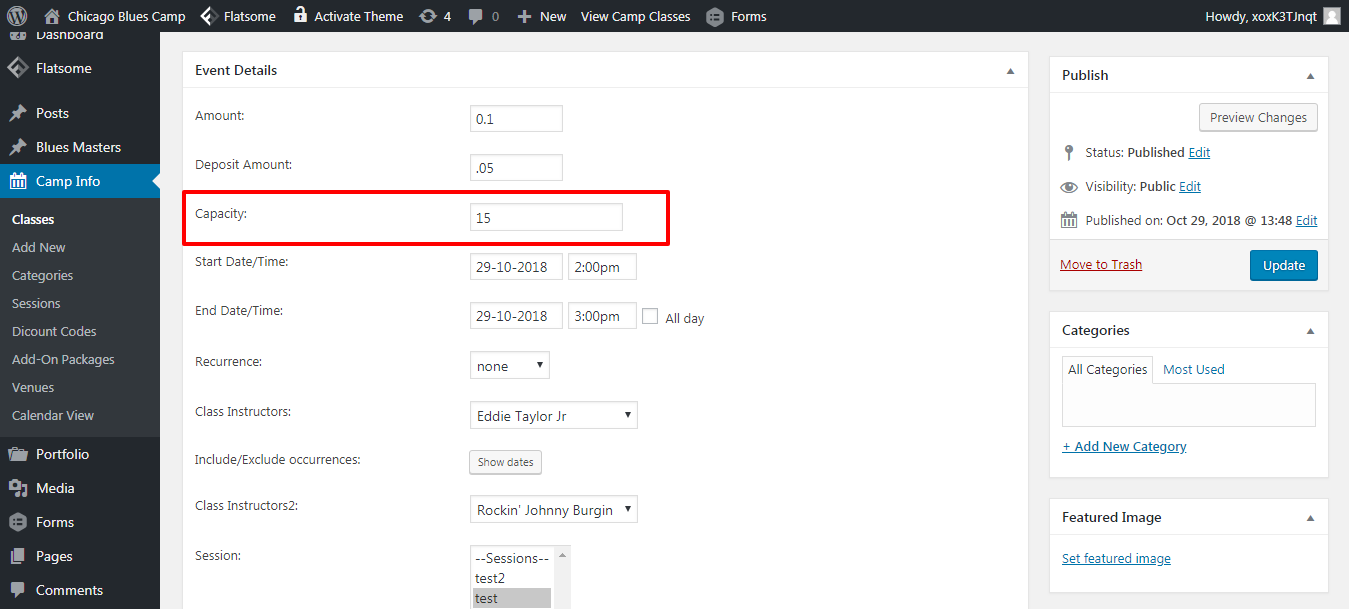 Chicago Blues Camp Flatsome Activate Theme 4 0 New View Camp Classes Forms Howdy, xoxK3TJnqt
Dashboard
Flatsome
Posts
Blues Masters
Camp Info
Classes
Add New
Categories
Sessions
Dicount Codes
Add-On Packages
Venues
Calendar View
Portfolio
Media
Forms
Pages
Comments
Event Details
Amount: 0.1
Deposit Amount: .05
Capacity: 15
Start Date/Time: 29-10-2018 2:00pm
End Date/Time: 29-10-2018 3:00pm All day
Recurrence: none
Class Instructors: Eddie Taylor Jr
Include/Exclude occurrences: Show dates
Class Instructors2: Rockin' Johnny Burgin
Session: --Sessions--
test2
test
Publish
Preview Changes
Status: Published Edit
Visibility: Public Edit
Published on: Oct 29, 2018 @ 13:48 Edit
Move to Trash Update
Categories
All Categories Most Used
+ Add New Category
Featured Image
Set featured image